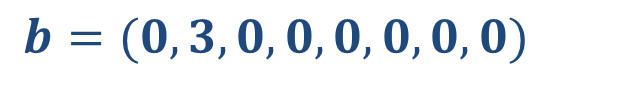 b = (0, 3, 0, 0, 0, 0, 0, 0)